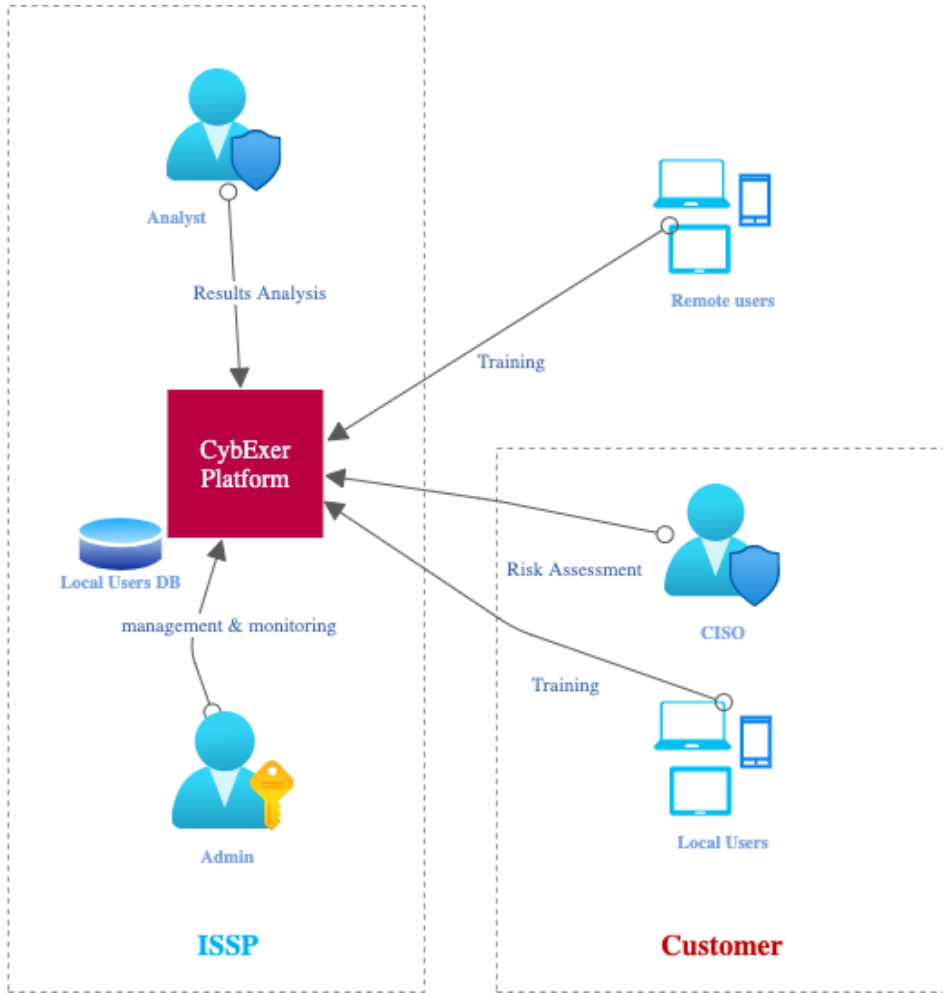 Analyst
Results Analysis
Remote users
Training
CybExer
Platform
Risk Assessment
Local Users DB
management & monitoring
CISO
Training
Local Users
Admin
ISSP
Customer